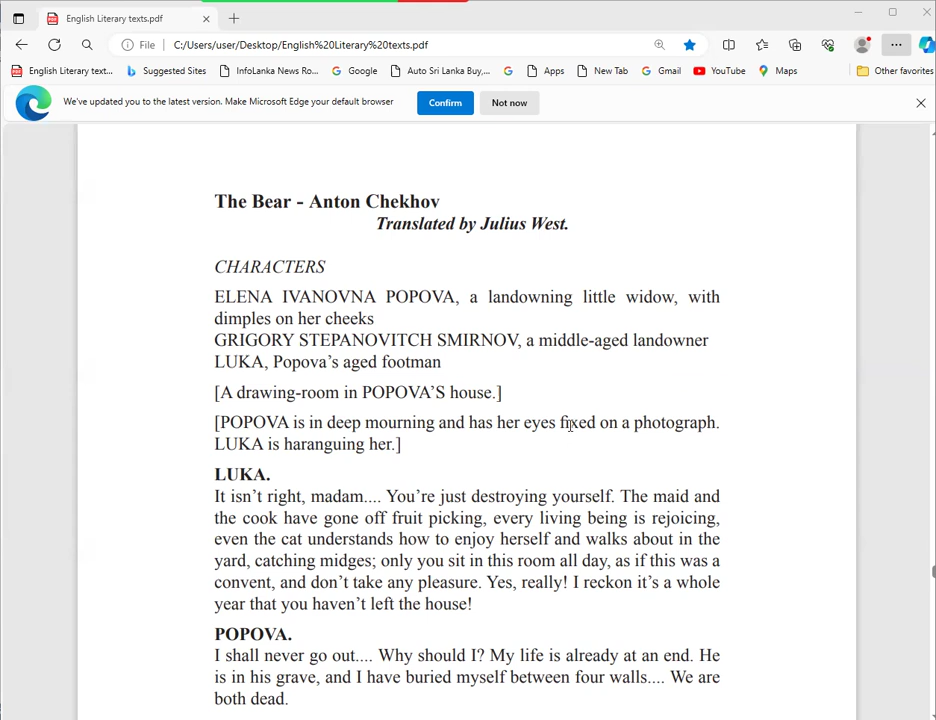 English Literary texts.pdf
File
C:/Users/user/Desktop/English%20Literary%20texts.pdf
English Literary text...
Suggested Sites
InfoLanka News Ro...
Google
Auto Sri Lanka Buy,...
Apps
New Tab
Gmail
YouTube
Maps
Other favorites
We've updated you to the latest version. Make Microsoft Edge your default browser
Confirm
Not now
The Bear - Anton Chekhov
Translated by Julius West.
CHARACTERS
ELENA IVANOVNA POPOVA, a landowning little widow, with
dimples on her cheeks
GRIGORY STEPANOVITCH SMIRNOV, a middle-aged landowner
LUKA, Popova's aged footman
[A drawing-room in POPOVA'S house.]
[POPOVA is in deep mourning and has her eyes fixed on a photograph.
LUKA is haranguing her.]
LUKA.
It isn't right, madam.... You're just destroying yourself. The maid and
the cook have gone off fruit picking, every living being is rejoicing,
even the cat understands how to enjoy herself and walks about in the
yard, catching midges; only you sit in this room all day, as if this was a
convent, and don't take any pleasure. Yes, really! I reckon it's a whole
year that you haven't left the house!
POPOVA.
I shall never go out.... Why should I? My life is already at an end. He
is in his grave, and I have buried myself between four walls.... We are
both dead.